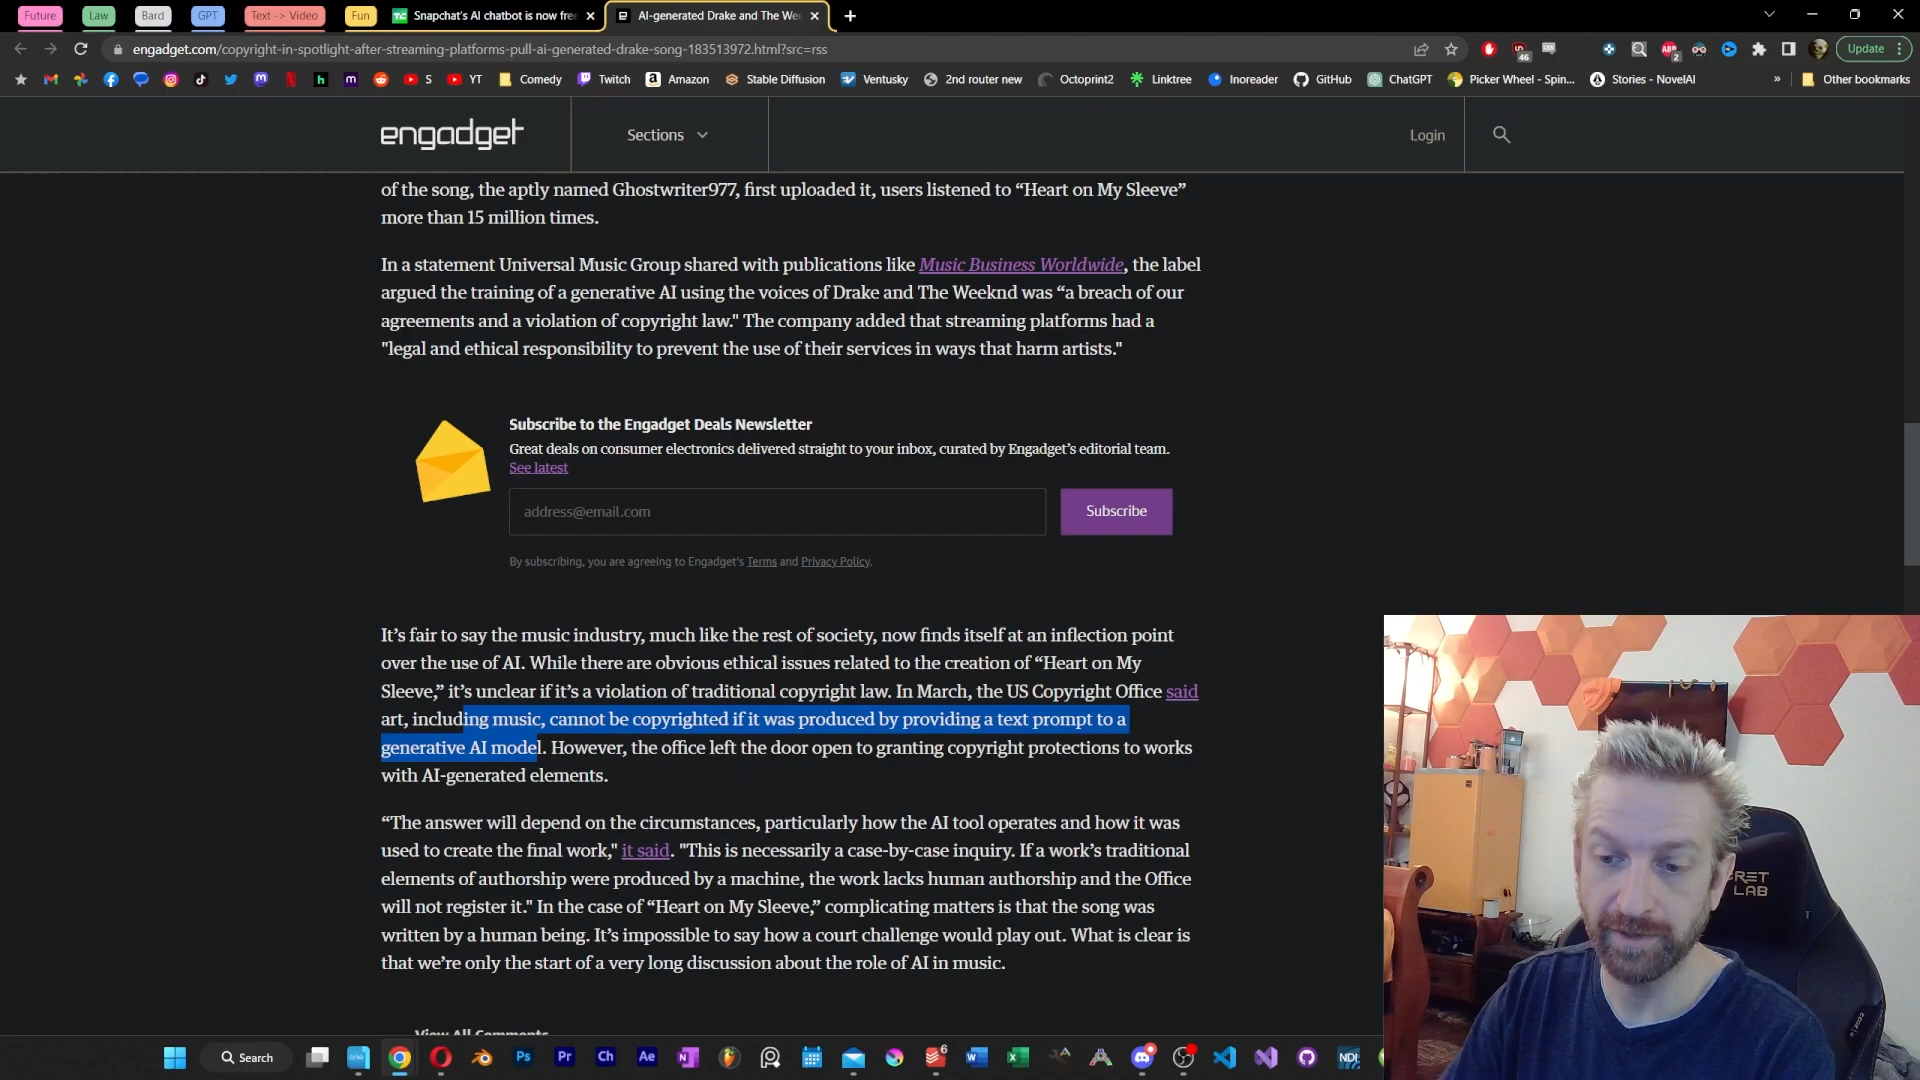 Future
Law
Bard
GPT
Text -> Video
Fun
Snapchat's AI chatbot is now free
AI-generated Drake and The We
engadget.com/copyright-in-spotlight-after-streaming-platforms-pull-ai-generated-drake-song-183513972.html?src=rss
46
2
Update
S
YT
Comedy
Twitch
Amazon
Stable Diffusion
Ventusky
2nd router new
Octoprint2
Linktree
Inoreader
GitHub
ChatGPT
Picker Wheel - Spin...
Stories - NovelAI
»
Other bookmarks
engadget
Sections
Login
of the song, the aptly named Ghostwriter977, first uploaded it, users listened to “Heart on My Sleeve”
more than 15 million times.
In a statement Universal Music Group shared with publications like Music Business Worldwide, the label
argued the training of a generative AI using the voices of Drake and The Weeknd was “a breach of our
agreements and a violation of copyright law." The company added that streaming platforms had a
"legal and ethical responsibility to prevent the use of their services in ways that harm artists."
Subscribe to the Engadget Deals Newsletter
Great deals on consumer electronics delivered straight to your inbox, curated by Engadget’s editorial team.
See latest
address@email.com
Subscribe
By subscribing, you are agreeing to Engadget's Terms and Privacy Policy.
It’s fair to say the music industry, much like the rest of society, now finds itself at an inflection point
over the use of AI. While there are obvious ethical issues related to the creation of “Heart on My
Sleeve,” it’s unclear if it’s a violation of traditional copyright law. In March, the US Copyright Office said
art, including music, cannot be copyrighted if it was produced by providing a text prompt to a
generative AI model. However, the office left the door open to granting copyright protections to works
with AI-generated elements.
“The answer will depend on the circumstances, particularly how the AI tool operates and how it was
used to create the final work," it said. "This is necessarily a case-by-case inquiry. If a work’s traditional
elements of authorship were produced by a machine, the work lacks human authorship and the Office
will not register it." In the case of “Heart on My Sleeve,” complicating matters is that the song was
written by a human being. It’s impossible to say how a court challenge would play out. What is clear is
that we’re only the start of a very long discussion about the role of AI in music.
View All Comments
Search
Ps
Pr
Ch
Ae
N
6
W
X
NDI
LAB